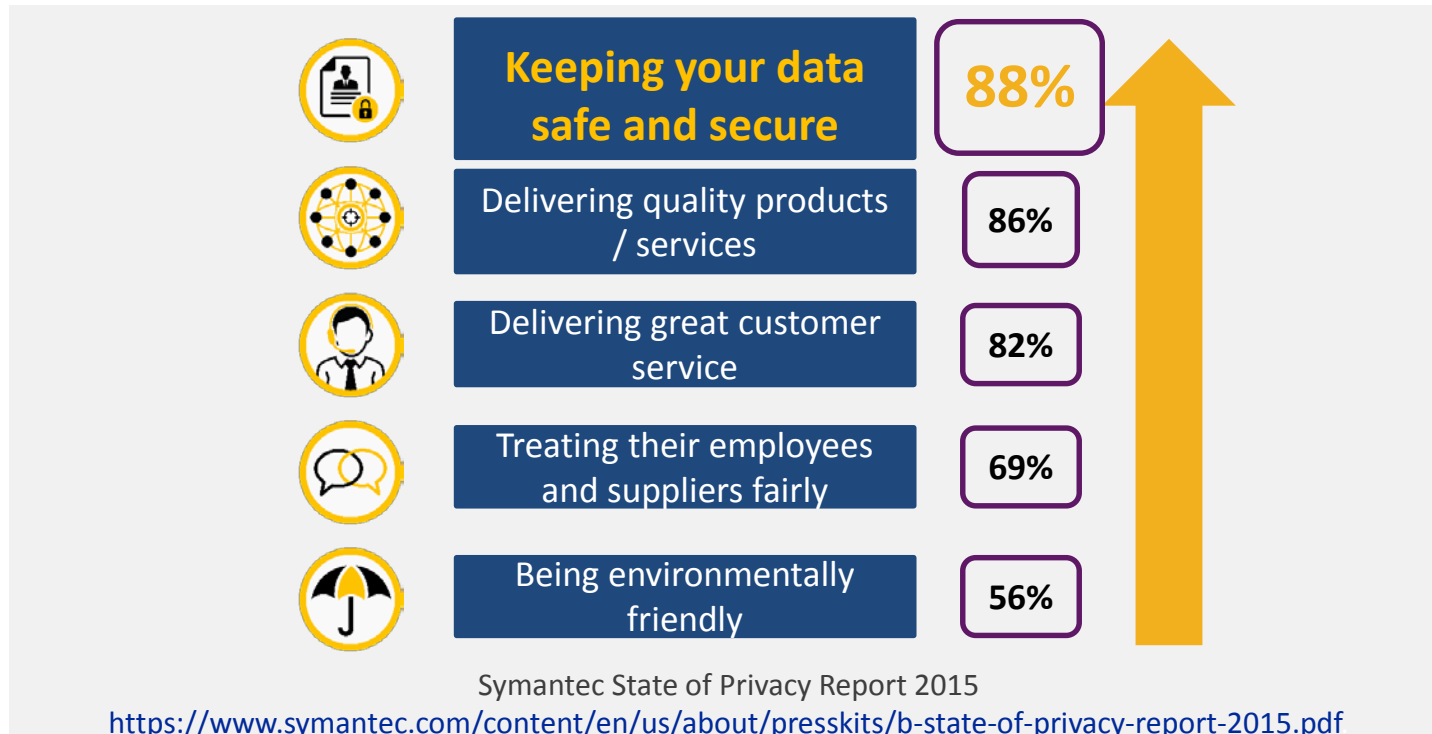 Keeping your data
safe and secure
88%
Delivering quality products
/ services
86%
Delivering great customer
service
82%
Treating their employees
and suppliers fairly
69%
Being environmentally
friendly
56%
Symantec State of Privacy Report 2015
https://www.symantec.com/content/en/us/about/presskits/b-state-of-privacy-report-2015.pdf